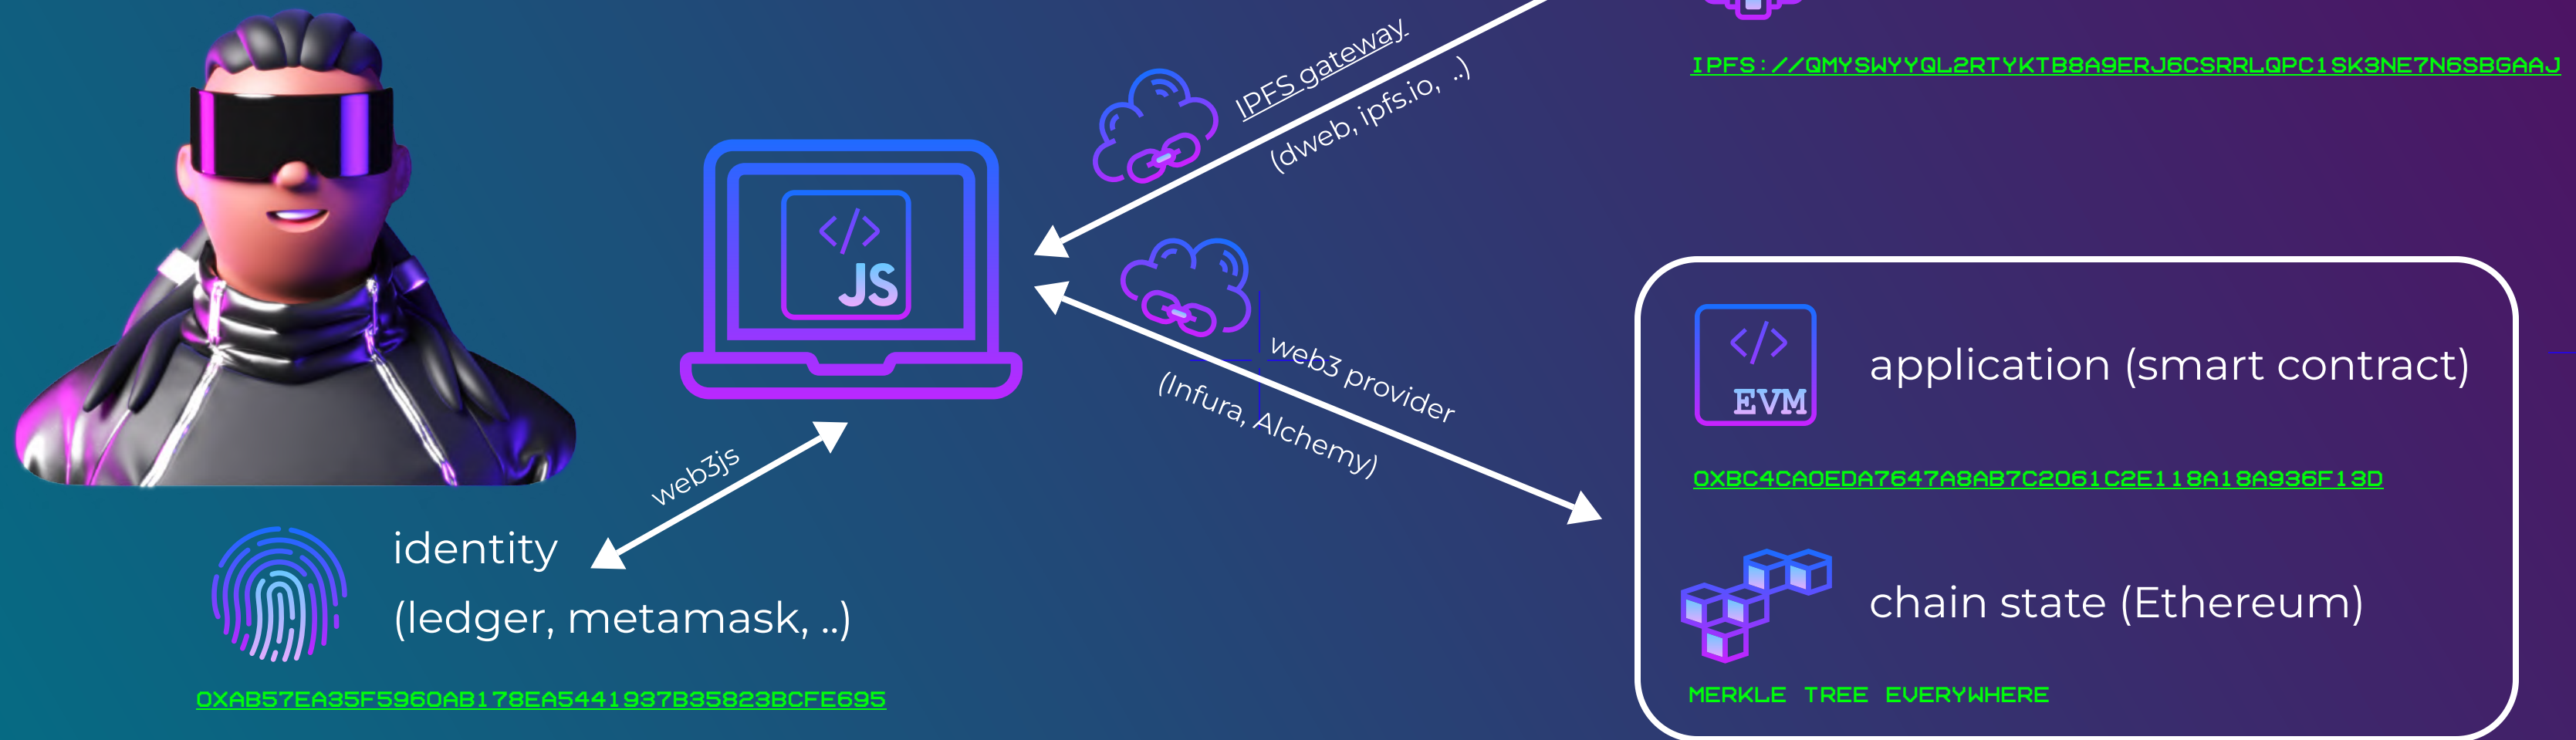 IPFS://QMYSWYYQL2RTYKTB8A9ERJ6CSRRLQPC1SK3NE7N6SBGAAJ
IPFS gateway
(dweb, ipfs.io, ..)
</>
JS
web3 provider
(Infura, Alchemy)
web3js
identity
(ledger, metamask, ..)
0XAB57EA35F5960AB178EA5441937B35823BCFE695
</>
EVM
application (smart contract)
0XBC4CA0EDA7647A8AB7C2061C2E118A18A936F13D
chain state (Ethereum)
MERKLE TREE EVERYWHERE